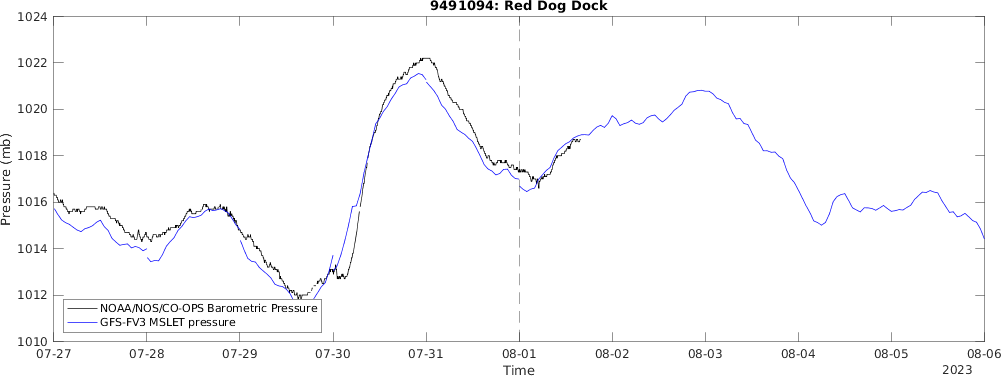 9491094: Red Dog Dock
1024
1022
1020
1018
1016
1014
1012
1010
Pressure (mb)
NOAA/NOS/CO-OPS Barometric Pressure
GFS-FV3 MSLET pressure
07-27 07-28 07-29 07-30 07-31 08-01 08-02 08-03 08-04 08-05 08-06
Time
2023